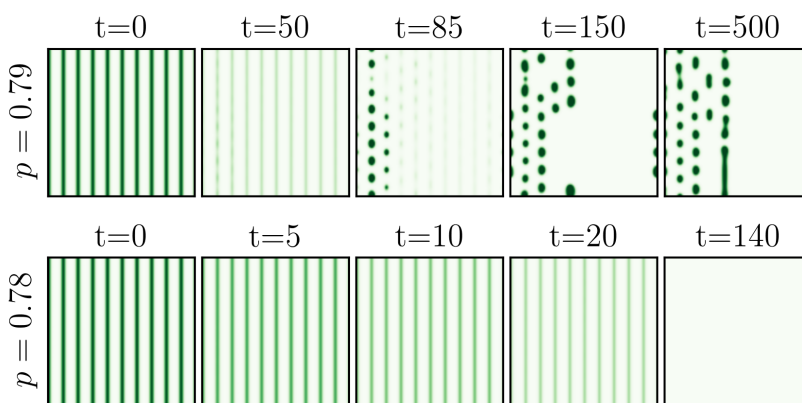 t=0 t=50 t=85 t=150 t=500
p = 0.79
t=0 t=5 t=10 t=20 t=140
p = 0.78